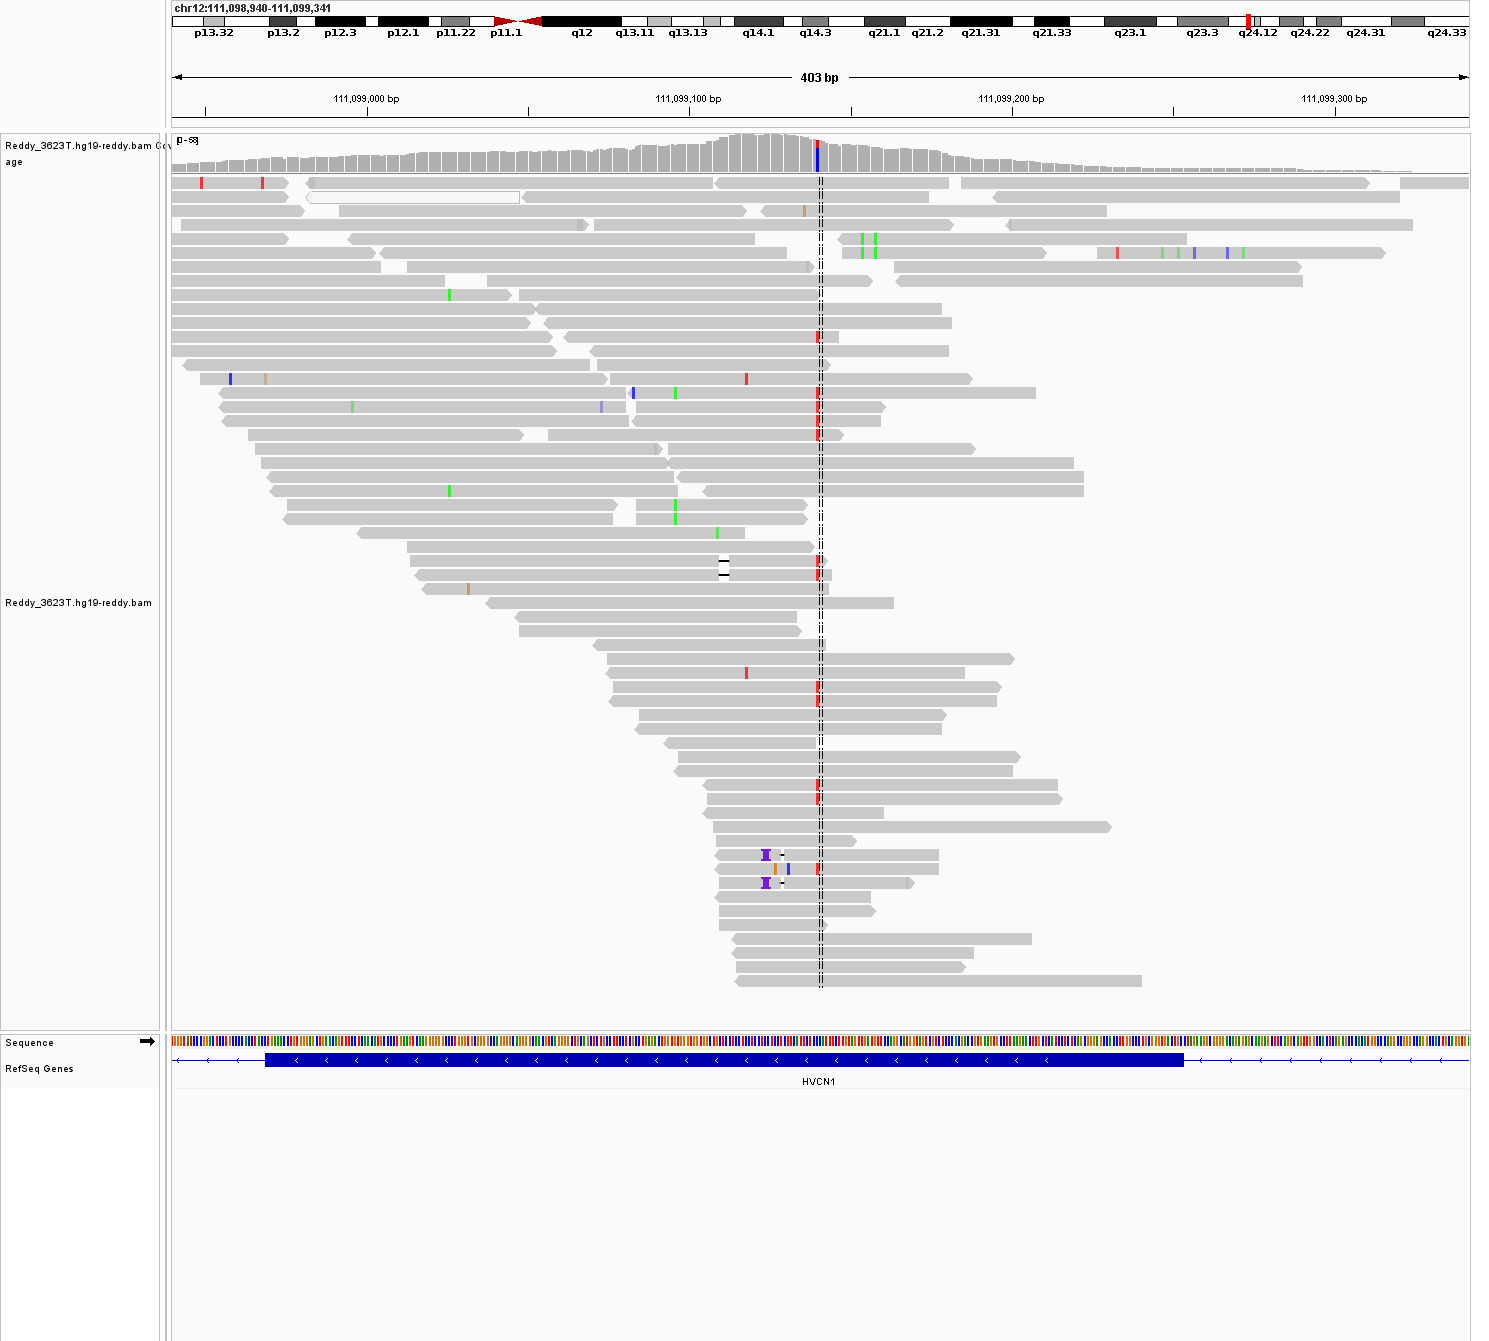 chr12:111,098,940-111,099,341
p13.32 p13.2 p12.3 p12.1 p11.22 p11.1 q12 q13.11 q13.13 q14.1 q14.3 q21.1 q21.2 q21.31 q21.33 q23.1 q23.3 q24.12 q24.22 q24.31 q24.33
403 bp
111,099,000 bp 111,099,100 bp 111,099,200 bp 111,099,300 bp
Reddy_3623T.hg19-reddy.bam Cov
age
[0-68]
Reddy_3623T.hg19-reddy.bam
Sequence
RefSeq Genes
HVCN1